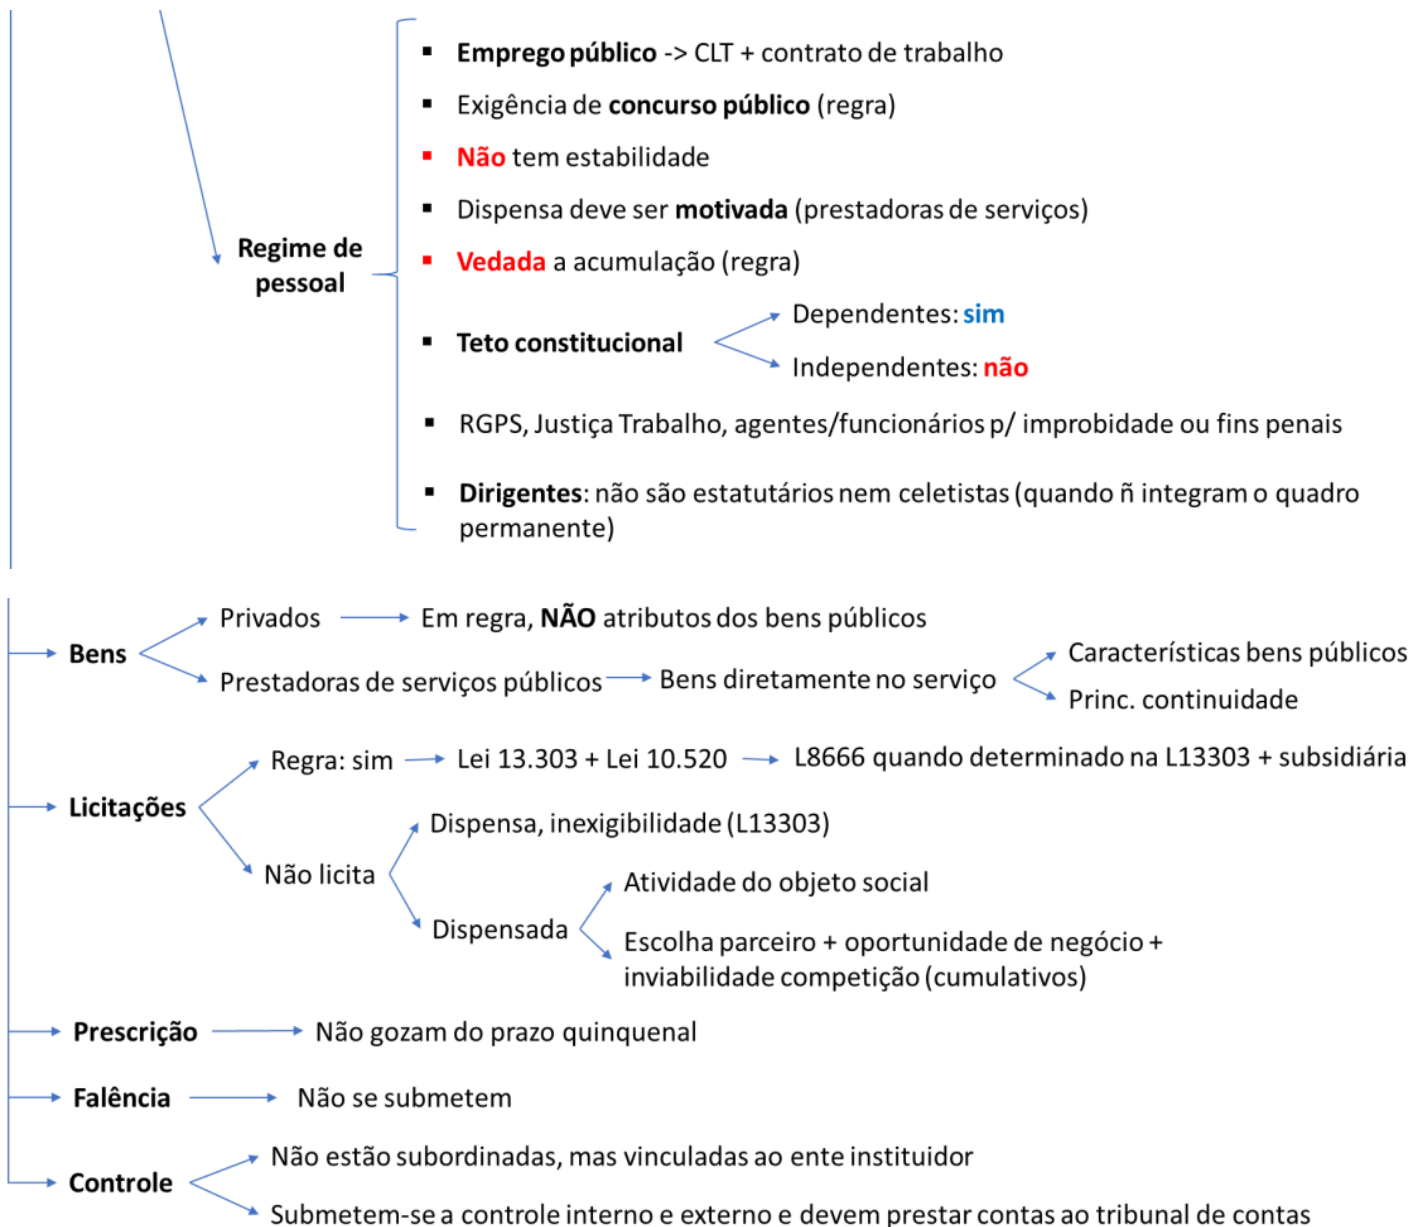 ▪ Emprego público -> CLT + contrato de trabalho
▪ Exigência de concurso público (regra)
▪ Não tem estabilidade
▪ Dispensa deve ser motivada (prestadoras de serviços)
Regime de
pessoal
▪ Vedada a acumulação (regra)
▪ Teto constitucional
Dependentes: sim
Independentes: não
▪ RGPS, Justiça Trabalho, agentes/funcionários p/ improbidade ou fins penais
▪ Dirigentes: não são estatutários nem celetistas (quando ñ integram o quadro
permanente)
Bens
Privados
Em regra, NÃO atributos dos bens públicos
Prestadoras de serviços públicos
Bens diretamente no serviço
Características bens públicos
Princ. continuidade
Licitações
Regra: sim
Lei 13.303 + Lei 10.520
L8666 quando determinado na L13303 + subsidiária
Não licita
Dispensa, inexigibilidade (L13303)
Dispensada
Atividade do objeto social
Escolha parceiro + oportunidade de negócio +
inviabilidade competição (cumulativos)
Prescrição
Não gozam do prazo quinquenal
Falência
Não se submetem
Controle
Não estão subordinadas, mas vinculadas ao ente instituidor
Submetem-se a controle interno e externo e devem prestar contas ao tribunal de contas